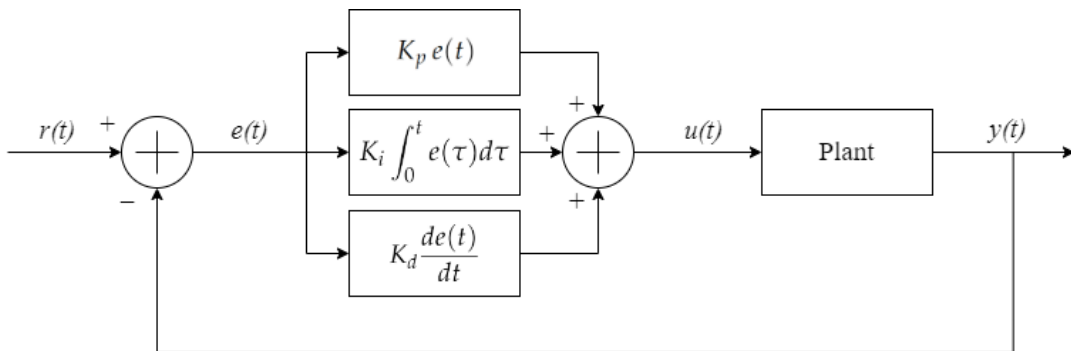 K_p e(t)
r(t)
+
−
e(t)
K_i ∫_0^t e(τ)dτ
+
+
+
u(t)
Plant
y(t)
K_d de(t)/dt